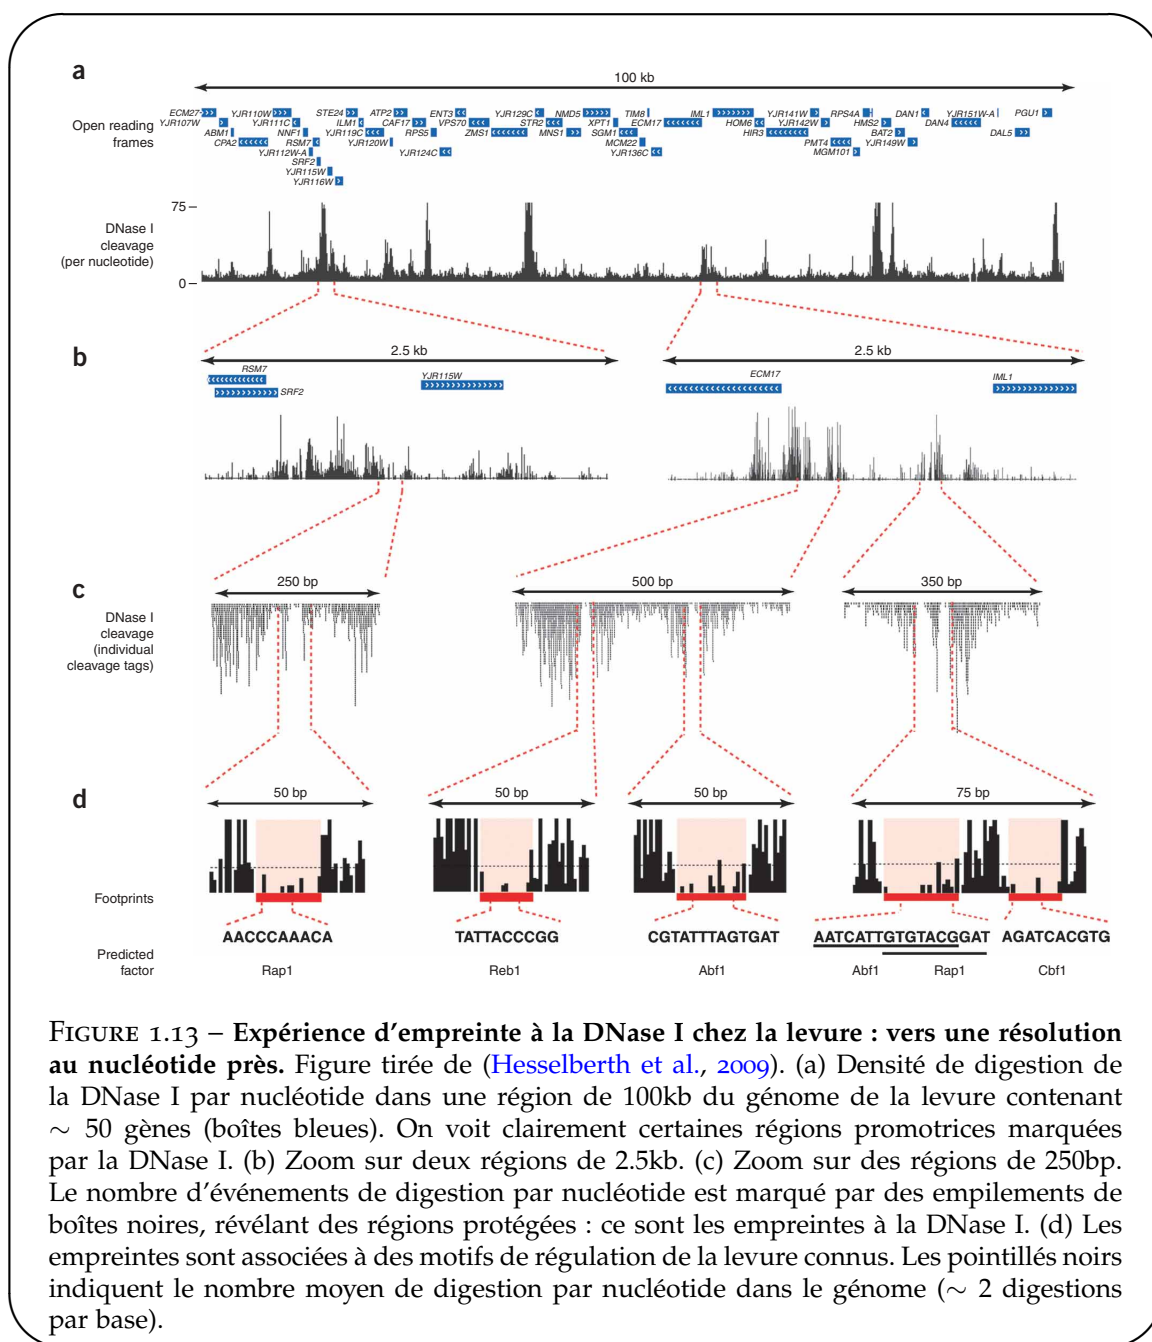 a
100 kb
Open reading frames
ECM27 YJR110W STE24 ATP2 ENT3 YJR129C NMD5 TIM8 IML1 YJR141W RPS4A DAN1 YJR151W-A PGU1
YJR107W YJR111C ILM1 CAF17 VPS70 STR2 XPT1 ECM17 HOM6 YJR142W HMS2 DAN4
ABM1 NNF1 YJR119C RPS5 ZMS1 MNS1 SGM1 HIR3 BAT2 DAL5
CPA2 RSM7 YJR120W MCM22 PMT4 YJR149W
YJR112W-A YJR124C YJR136C MGM101
SRF2
YJR115W
YJR116W
75
DNase I
cleavage
(per nucleotide)
0
b
2.5 kb 2.5 kb
RSM7 YJR115W ECM17 IML1
SRF2
c
250 bp 500 bp 350 bp
DNase I
cleavage
(individual
cleavage tags)
d
50 bp 50 bp 50 bp 75 bp
Footprints
AACCCAAACA TATTACCCGG CGTATTTAGTGAT AATCATTGTGTACGGAT AGATCACGTG
Predicted
factor
Rap1 Reb1 Abf1 Abf1 Rap1 Cbf1
FIGURE 1.13 – Expérience d'empreinte à la DNase I chez la levure : vers une résolution
au nucléotide près. Figure tirée de (Hesselberth et al., 2009). (a) Densité de digestion de
la DNase I par nucléotide dans une région de 100kb du génome de la levure contenant
∼ 50 gènes (boîtes bleues). On voit clairement certaines régions promotrices marquées
par la DNase I. (b) Zoom sur deux régions de 2.5kb. (c) Zoom sur des régions de 250bp.
Le nombre d'événements de digestion par nucléotide est marqué par des empilements de
boîtes noires, révélant des régions protégées : ce sont les empreintes à la DNase I. (d) Les
empreintes sont associées à des motifs de régulation de la levure connus. Les pointillés noirs
indiquent le nombre moyen de digestion par nucléotide dans le génome (∼ 2 digestions
par base).